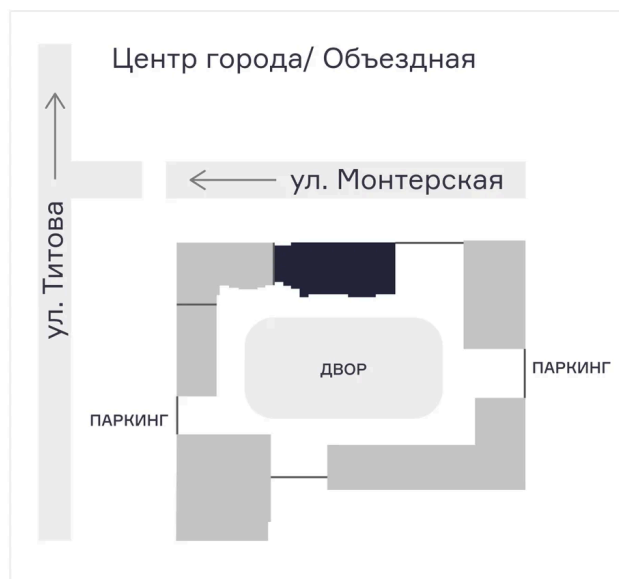 Центр города/ Объездная
ул. Монтерская
ул. Титова
ДВОР
ПАРКИНГ
ПАРКИНГ